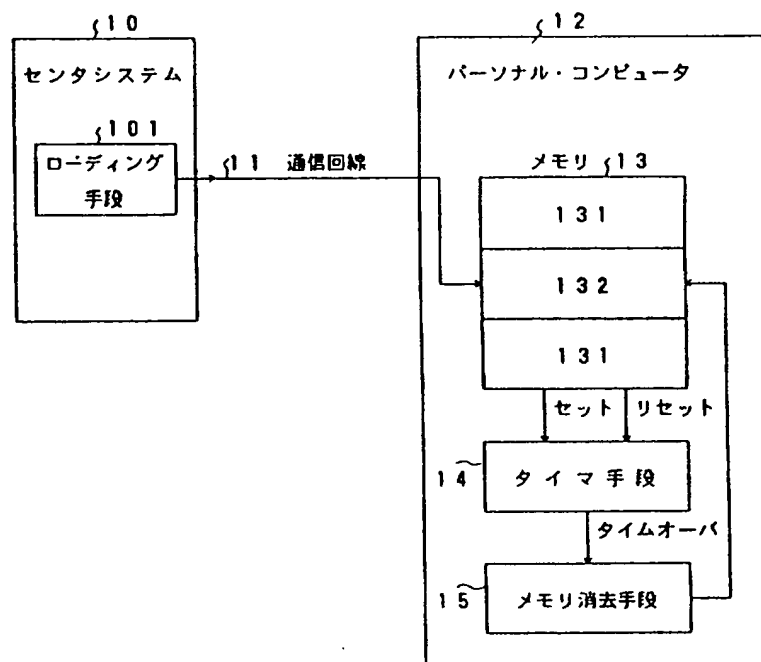 10
センタシステム
101
ローディング
手段
11 通信回線
12
パーソナル・コンピュータ
メモリ 13
131
132
131
セット リセット
14 タイマ手段
タイムオーバ
15 メモリ消去手段